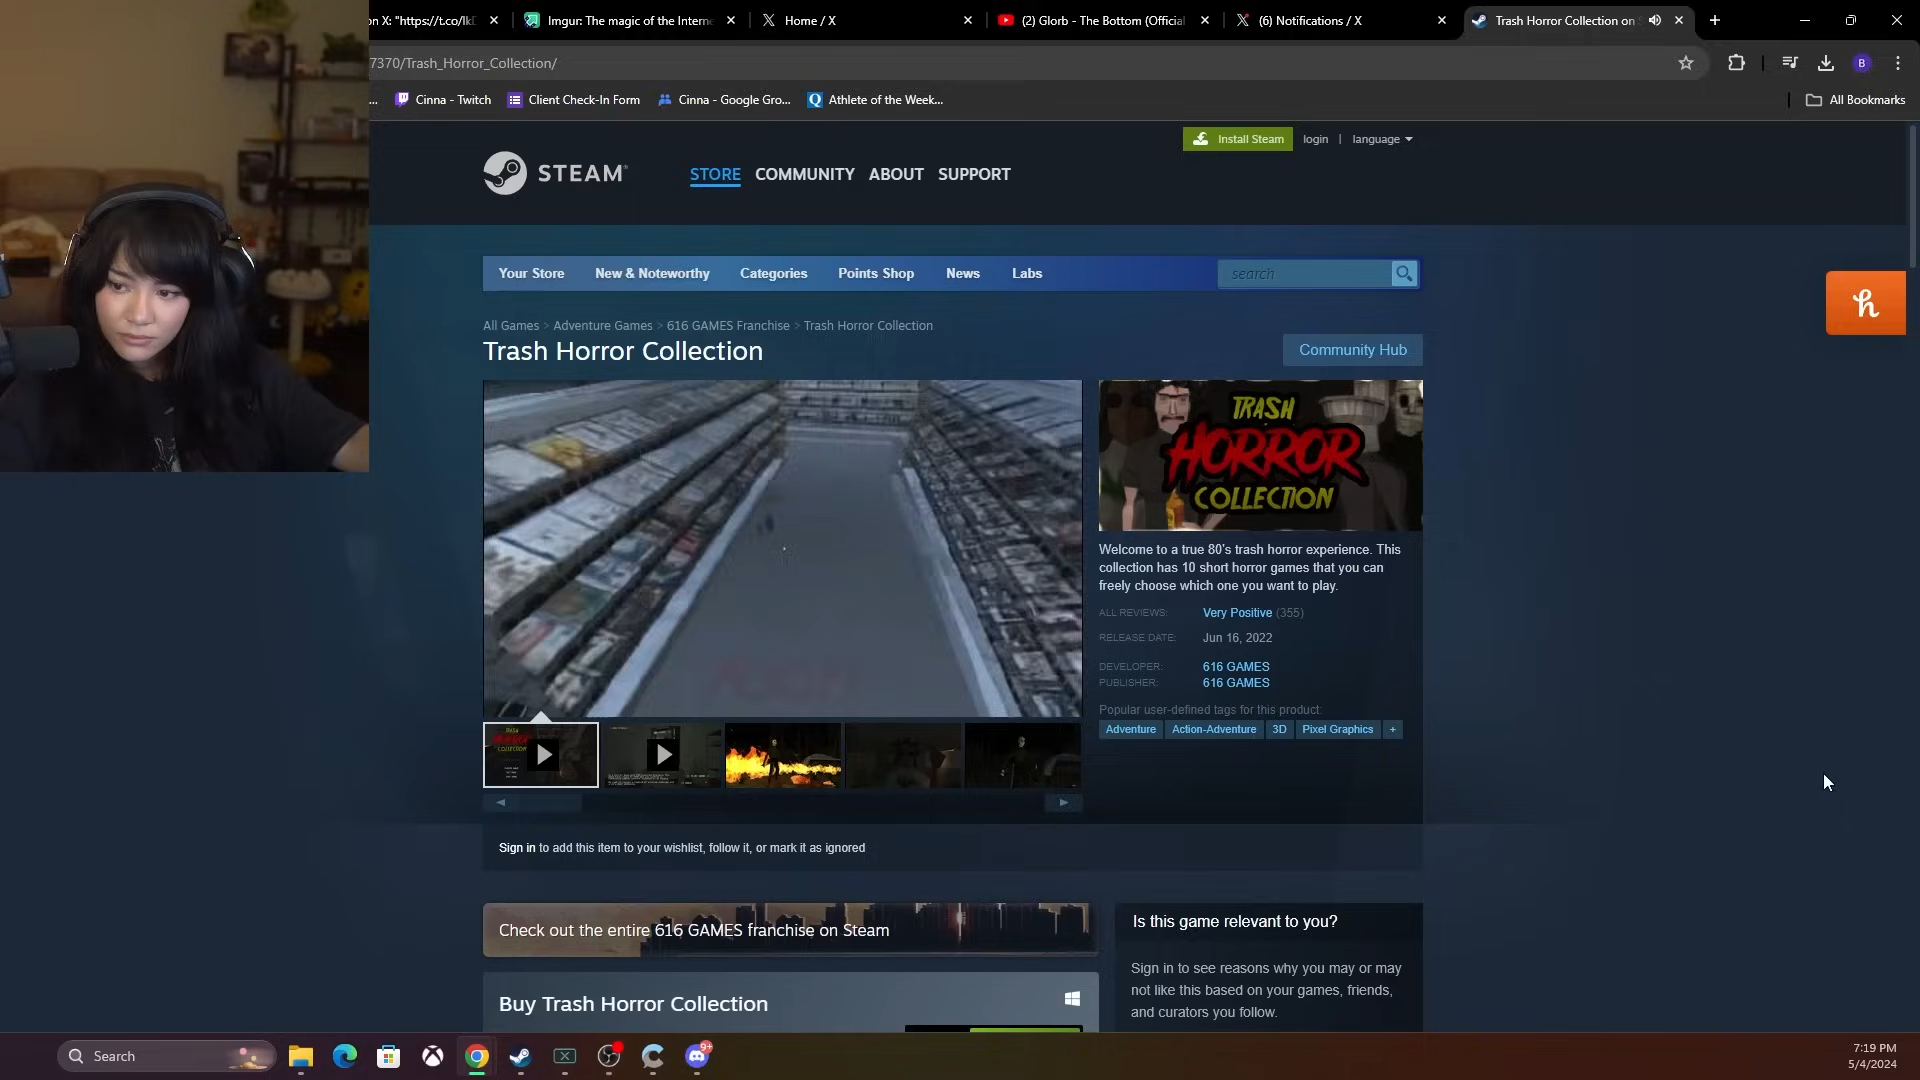 on X: "https://t.co/lkD
Imgur: The magic of the Interne
Home / X
(2) Glorb - The Bottom (Official
(6) Notifications / X
Trash Horror Collection on S
7370/Trash_Horror_Collection/
B
...
Cinna - Twitch
Client Check-In Form
Cinna - Google Gro...
Athlete of the Week...
All Bookmarks
Install Steam
login
language
STEAM
STORE
COMMUNITY
ABOUT
SUPPORT
Your Store
New & Noteworthy
Categories
Points Shop
News
Labs
search
All Games > Adventure Games > 616 GAMES Franchise > Trash Horror Collection
Trash Horror Collection
Community Hub
TRASH
HORROR
COLLECTION
Welcome to a true 80's trash horror experience. This
collection has 10 short horror games that you can
freely choose which one you want to play.
ALL REVIEWS: Very Positive (355)
RELEASE DATE: Jun 16, 2022
DEVELOPER: 616 GAMES
PUBLISHER: 616 GAMES
Popular user-defined tags for this product:
Adventure
Action-Adventure
3D
Pixel Graphics
+
Sign in to add this item to your wishlist, follow it, or mark it as ignored
Check out the entire 616 GAMES franchise on Steam
Is this game relevant to you?
Sign in to see reasons why you may or may
not like this based on your games, friends,
and curators you follow.
Buy Trash Horror Collection
Search
9+
7:19 PM
5/4/2024